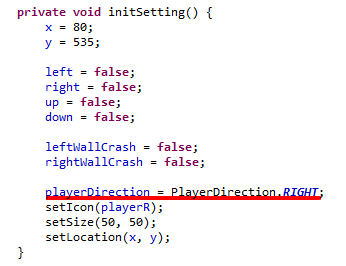 private void initSetting() {
x = 80;
y = 535;
left = false;
right = false;
up = false;
down = false;
leftWallCrash = false;
rightWallCrash = false;
playerDirection = PlayerDirection.RIGHT;
setIcon(playerR);
setSize(50, 50);
setLocation(x, y);
}